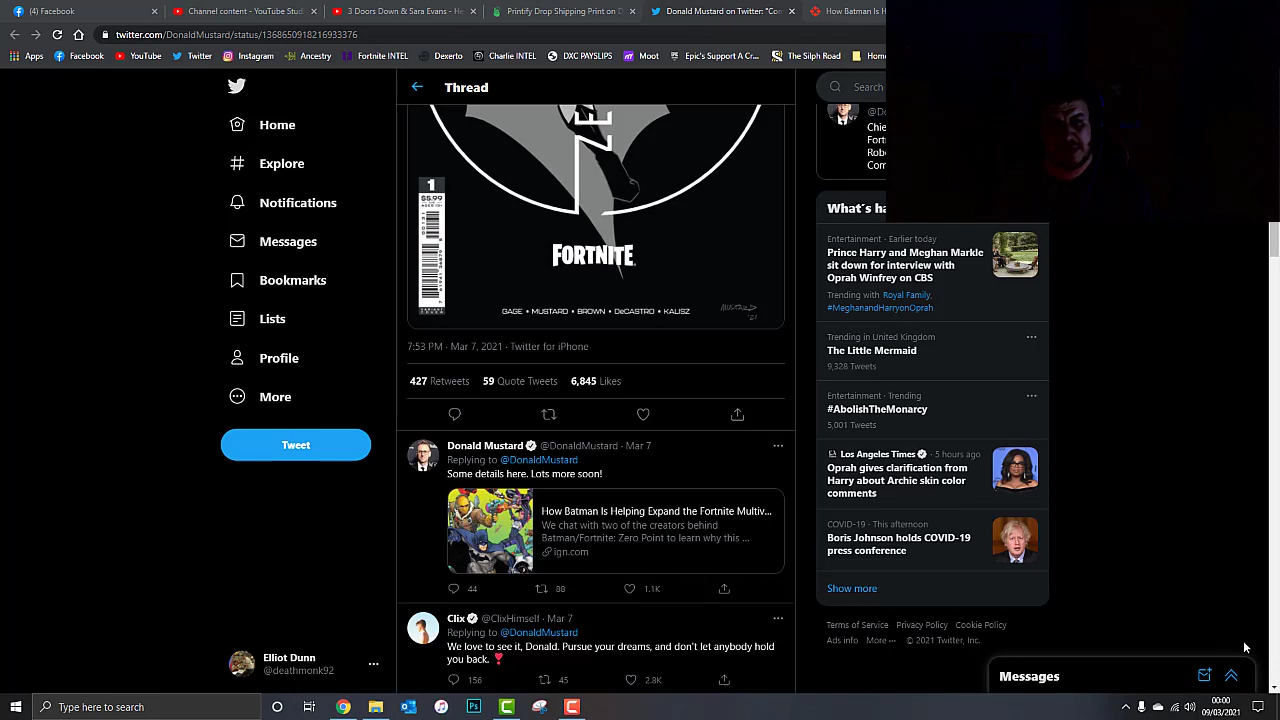 (4) Facebook
Channel content - YouTube Stud
3 Doors Down & Sara Evans - He
Printify Drop Shipping Print on D
Donald Mustard on Twitter: "Com
How Batman Is H
twitter.com/DonaldMustard/status/1368650918216933376
Apps
Facebook
YouTube
Twitter
Instagram
Ancestry
Fortnite INTEL
Dexerto
Charlie INTEL
DXC PAYSLIPS
Moot
Epic's Support A Cr...
The Silph Road
Home
Thread
Search
Home
Explore
Notifications
Messages
Bookmarks
Lists
Profile
More
Tweet
Elliot Dunn
@deathmonk92
ZE
1
$5.99
FORTNITE
GAGE • MUSTARD • BROWN • DeCASTRO • KALISZ
MUSTARD
'21
7:53 PM · Mar 7, 2021 · Twitter for iPhone
427 Retweets 59 Quote Tweets 6,845 Likes
Donald Mustard @DonaldMustard · Mar 7
Replying to @DonaldMustard
Some details here. Lots more soon!
How Batman Is Helping Expand the Fortnite Multiv...
We chat with two of the creators behind
Batman/Fortnite: Zero Point to learn why this ...
ign.com
44 88 1.1K
Clix @ClixHimself · Mar 7
Replying to @DonaldMustard
We love to see it, Donald. Pursue your dreams, and don't let anybody hold
you back. ❣
156 45 2.8K
@Do
Chie
Fort
Robo
Com
What's ha
Entertainment · Earlier today
Prince Harry and Meghan Markle
sit down for interview with
Oprah Winfrey on CBS
Trending with Royal Family,
#MeghanandHarryonOprah
Trending in United Kingdom
The Little Mermaid
9,328 Tweets
Entertainment · Trending
#AbolishTheMonarcy
5,001 Tweets
Los Angeles Times · 5 hours ago
Oprah gives clarification from
Harry about Archie skin color
comments
COVID-19 · This afternoon
Boris Johnson holds COVID-19
press conference
Show more
Terms of Service Privacy Policy Cookie Policy
Ads info More ··· © 2021 Twitter, Inc.
Messages
Type here to search
00:00
09/03/2021